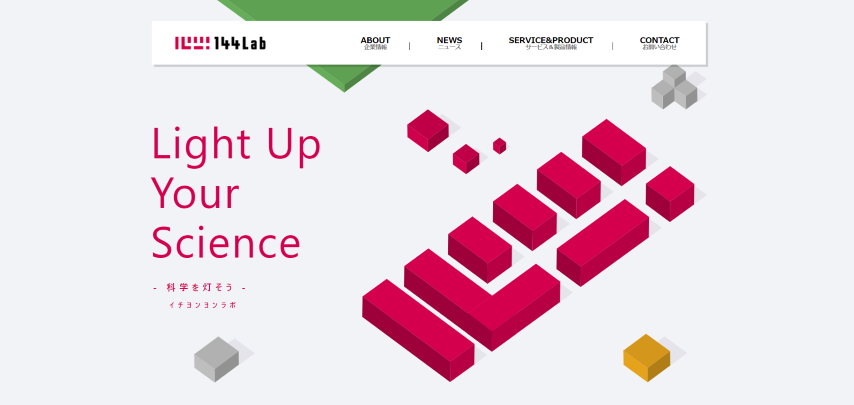 144Lab
ABOUT
企業情報
NEWS
ニュース
SERVICE&PRODUCT
サービス&製品情報
CONTACT
お問い合わせ
Light Up
Your
Science
- 科学を灯そう -
イチヨンヨンラボ